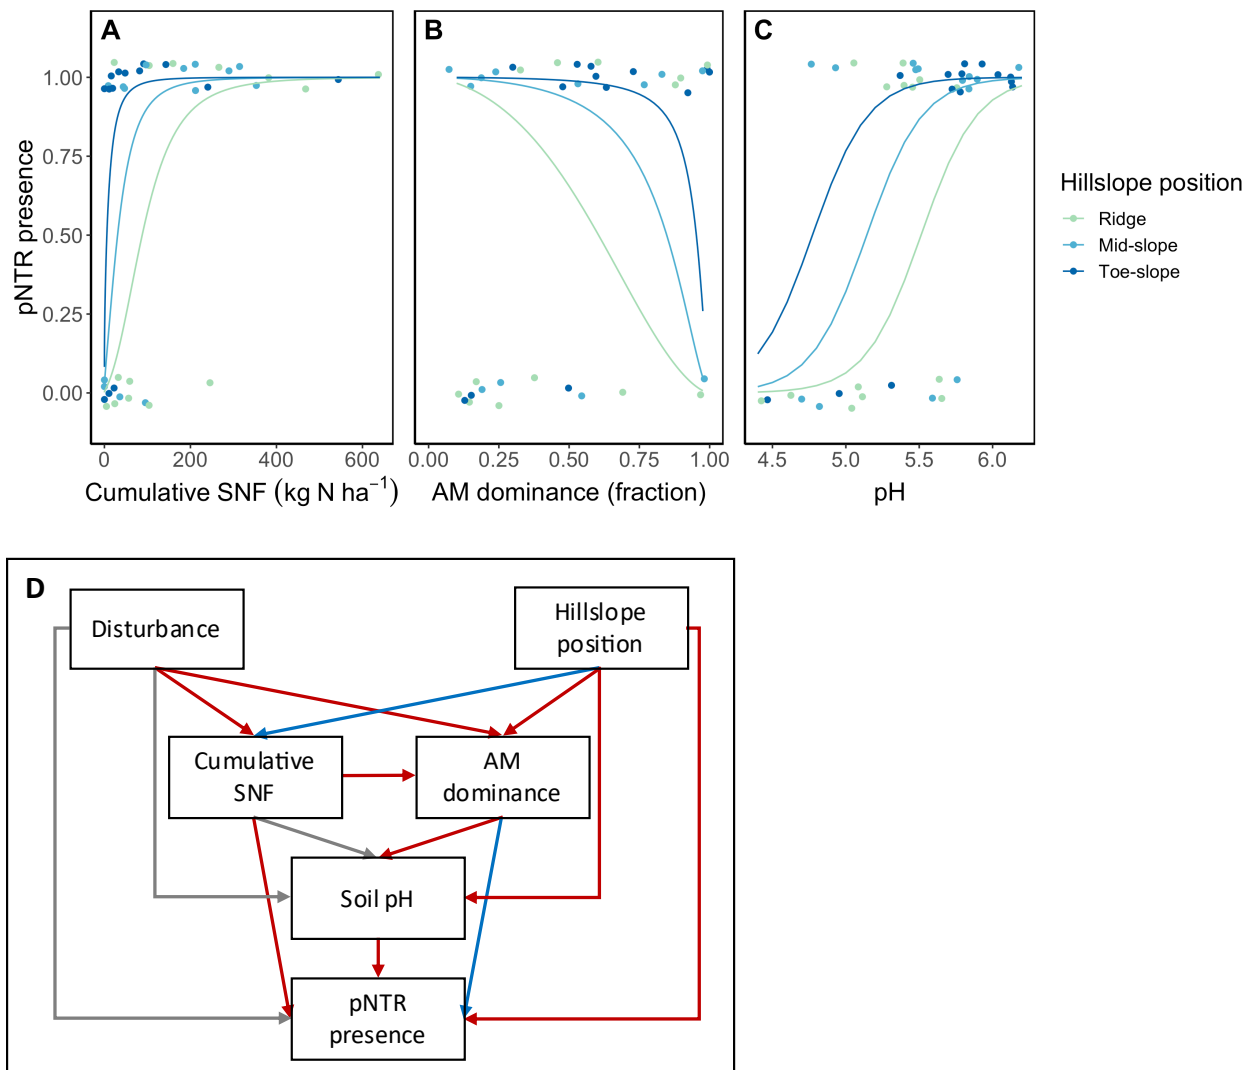 A
B
C
pNTR presence
1.00
0.75
0.50
0.25
0.00
0
200
400
600
0.00
0.25
0.50
0.75
1.00
4.5
5.0
5.5
6.0
Cumulative SNF (kg N ha⁻¹)
AM dominance (fraction)
pH
Hillslope position
Ridge
Mid-slope
Toe-slope
D
Disturbance
Hillslope
position
Cumulative
SNF
AM
dominance
Soil pH
pNTR
presence